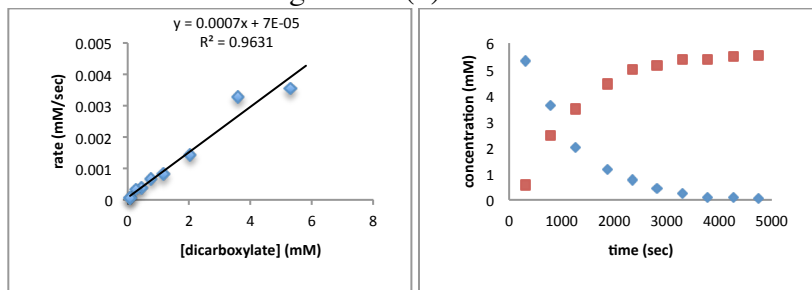 y = 0.0007x + 7E-05
R² = 0.9631
0.005
0.004
0.003
0.002
0.001
0
0 2 4 6 8
rate (mM/sec)
[dicarboxylate] (mM)
6
5
4
3
2
1
0
0 1000 2000 3000 4000 5000
concentration (mM)
time (sec)